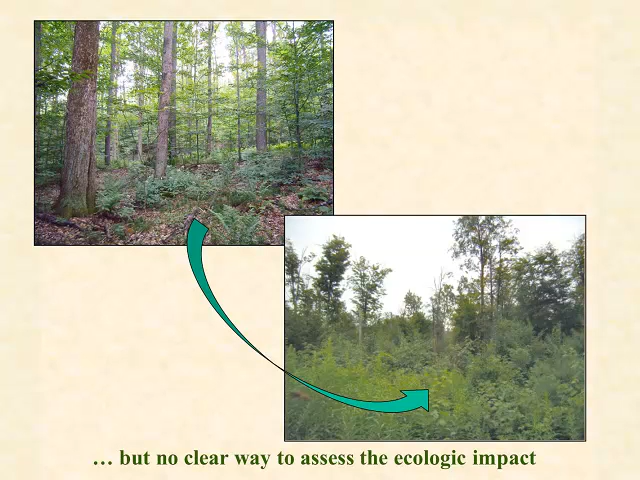 … but no clear way to assess the ecologic impact